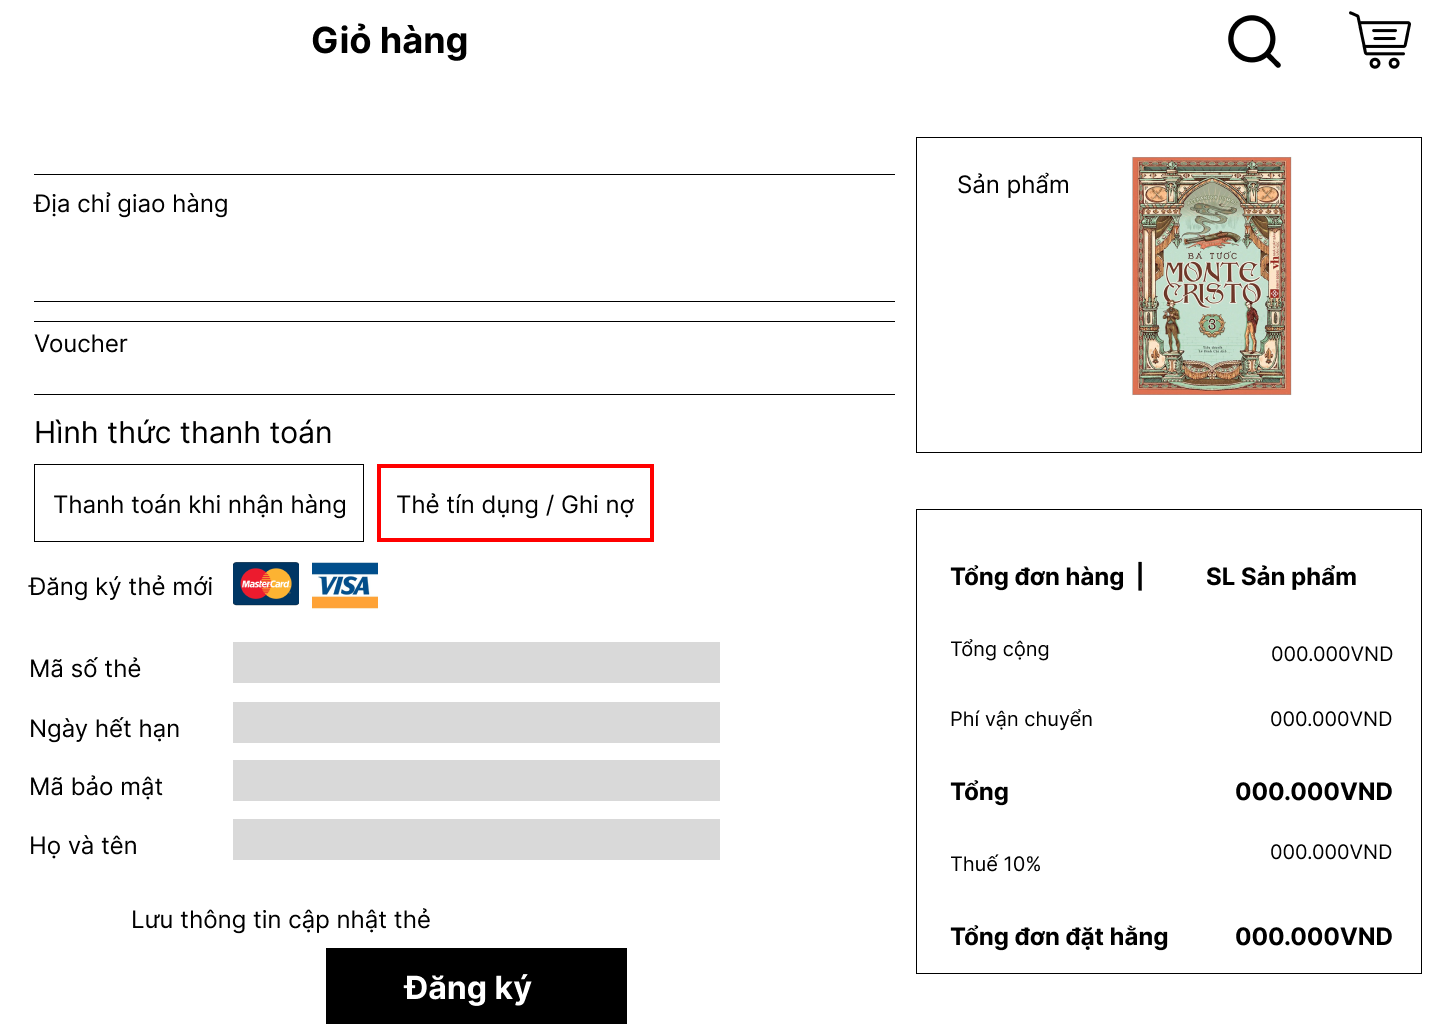 Giỏ hàng
Địa chỉ giao hàng
Voucher
Hình thức thanh toán
Thanh toán khi nhận hàng
Thẻ tín dụng / Ghi nợ
Đăng ký thẻ mới
MasterCard
VISA
Mã số thẻ
Ngày hết hạn
Mã bảo mật
Họ và tên
Lưu thông tin cập nhật thẻ
Đăng ký
Sản phẩm
BÁ TƯỚC
MONTE
CRISTO
3
Tổng đơn hàng | SL Sản phẩm
Tổng cộng 000.000VND
Phí vận chuyển 000.000VND
Tổng 000.000VND
Thuế 10% 000.000VND
Tổng đơn đặt hằng 000.000VND